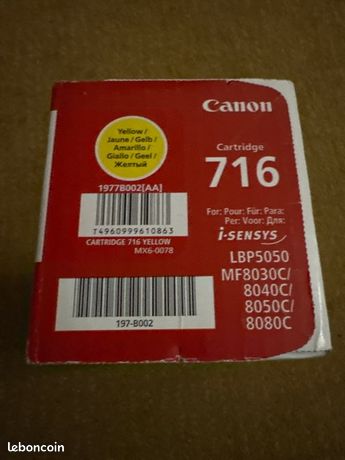 Canon
Yellow /
Jaune / Gelb /
Amarillo /
Giallo / Geel /
Желтый
Cartridge
716
1977B002[AA]
T4960999610863
CARTRIDGE 716 YELLOW
MX6-0078
197-B002
For: Pour: Für: Para:
Per: Voor: Для:
i-SENSYS
LBP5050
MF8030C/
8040C/
8050C/
8080C
leboncoin